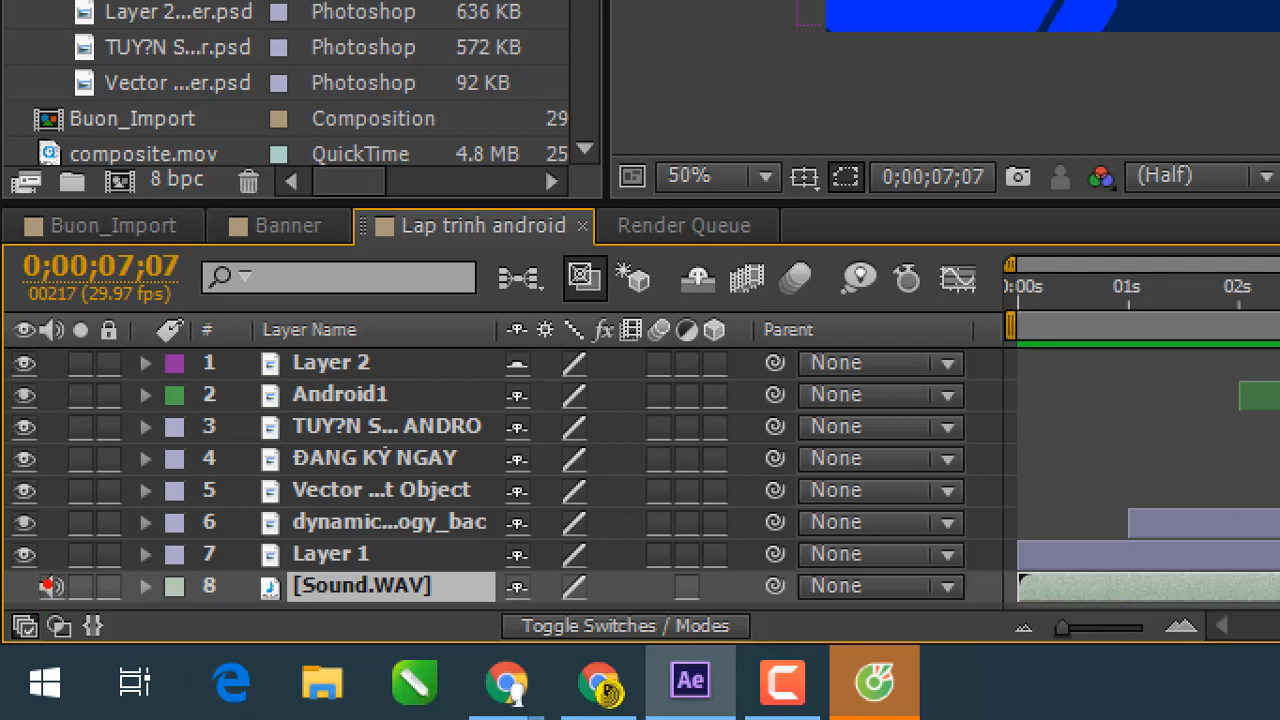 Layer 2...er.psd Photoshop 636 KB
TUY?N S...r.psd Photoshop 572 KB
Vector ...er.psd Photoshop 92 KB
Buon_Import Composition 29
composite.mov QuickTime 4.8 MB 25
8 bpc 50% 0;00;07;07 (Half)
Buon_Import Banner Lap trinh android Render Queue
0;00;07;07
00217 (29.97 fps) 0:00s 01s 02s
# Layer Name fx Parent
1 Layer 2 None
2 Android1 None
3 TUY?N S... ANDRO None
4 ĐANG KÝ NGAY None
5 Vector ...t Object None
6 dynamic...ogy_bac None
7 Layer 1 None
8 [Sound.WAV] None
Toggle Switches / Modes
Ae